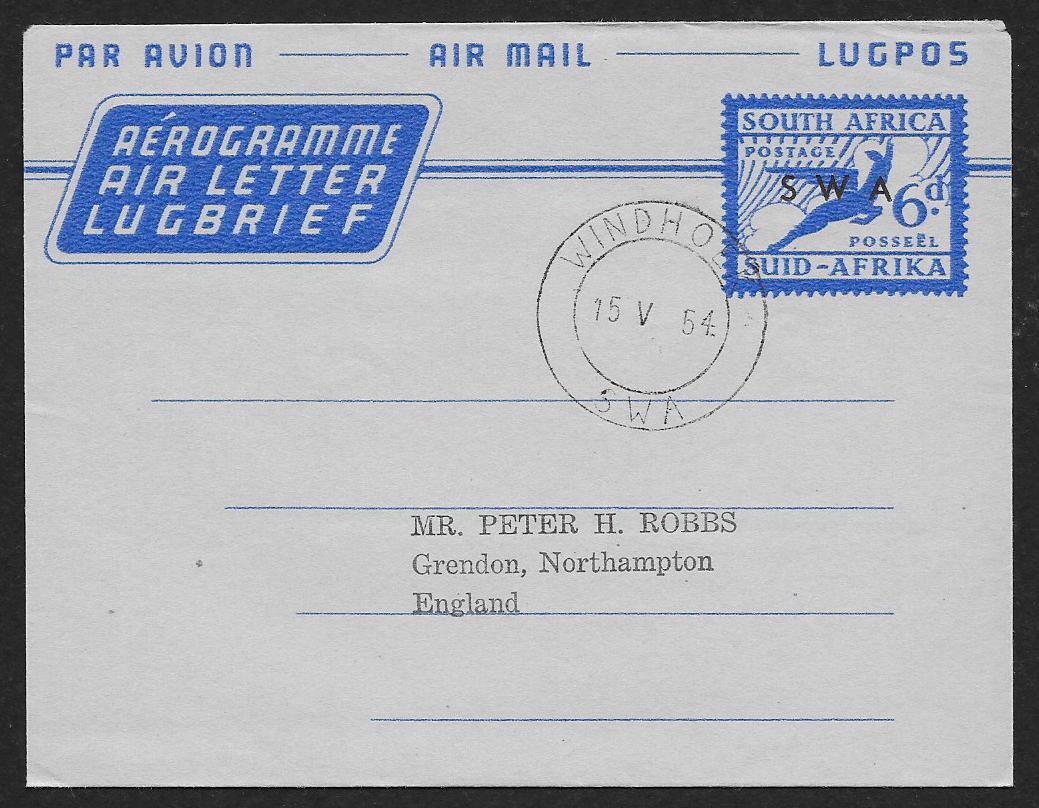 PAR AVION AIR MAIL LUGPOS
AÉROGRAMME
AIR LETTER
LUGBRIEF
SOUTH AFRICA
POSTAGE
SWA
6d.
POSSEËL
SUID-AFRIKA
WINDHOEK
15 V 54
SWA
MR. PETER H. ROBBS
Grendon, Northampton
England